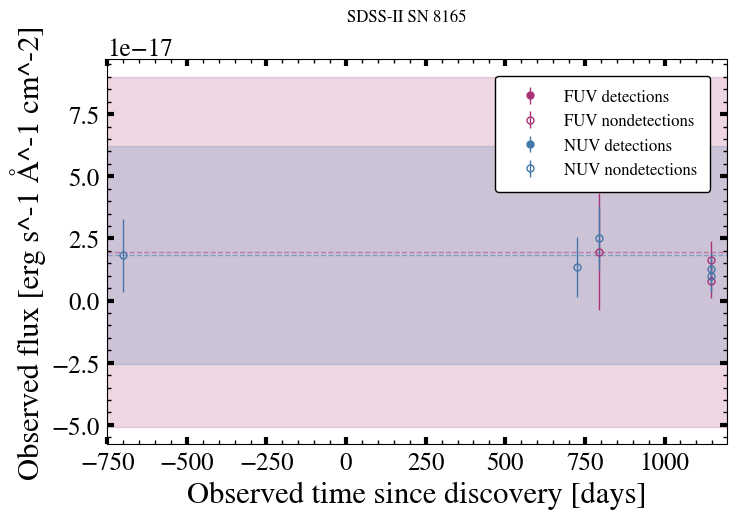 SDSS-II SN 8165
1e−17
Observed flux [erg s^-1 Å^-1 cm^-2]
7.5
5.0
2.5
0.0
−2.5
−5.0
FUV detections
FUV nondetections
NUV detections
NUV nondetections
−750 −500 −250 0 250 500 750 1000
Observed time since discovery [days]